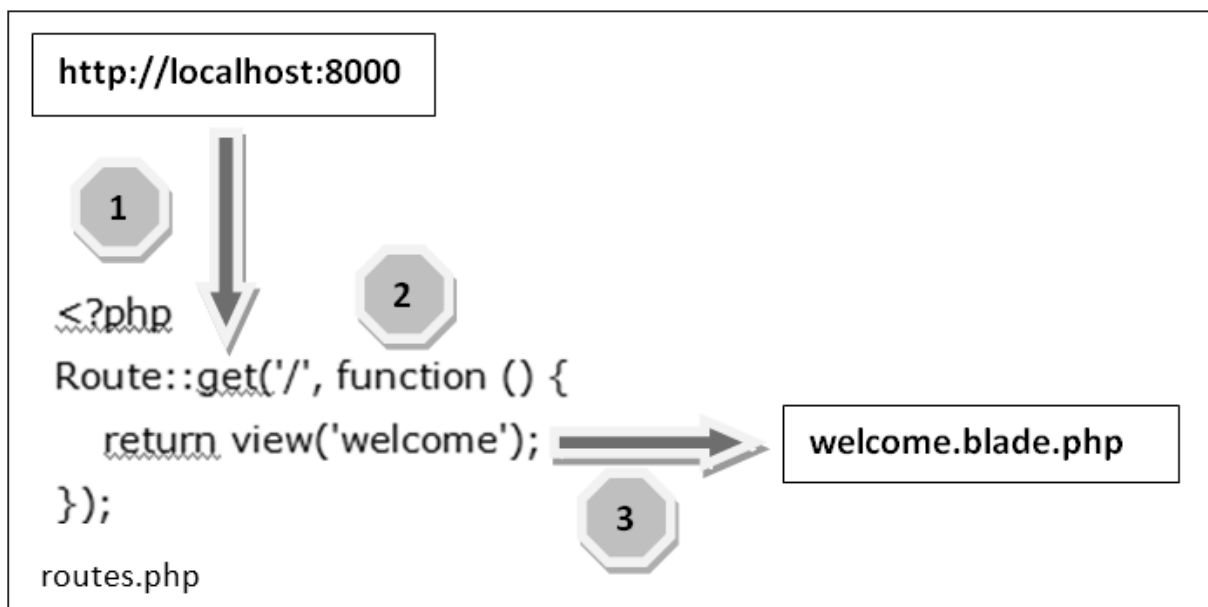 http://localhost:8000
1
2
<?php
Route::get('/', function () {
return view('welcome');
welcome.blade.php
});
3
routes.php